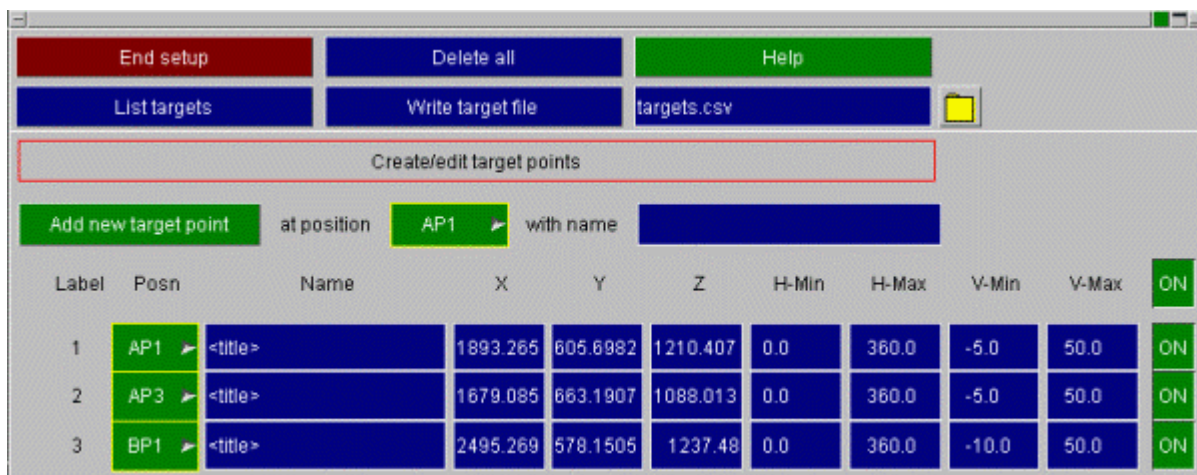 End setup Delete all Help
List targets Write target file targets.csv
Create/edit target points
Add new target point at position AP1 with name
Label Posn Name X Y Z H-Min H-Max V-Min V-Max ON
1 AP1 <title> 1893.265 605.6982 1210.407 0.0 360.0 -5.0 50.0 ON
2 AP3 <title> 1679.085 663.1907 1088.013 0.0 360.0 -5.0 50.0 ON
3 BP1 <title> 2495.269 578.1505 1237.48 0.0 360.0 -10.0 50.0 ON